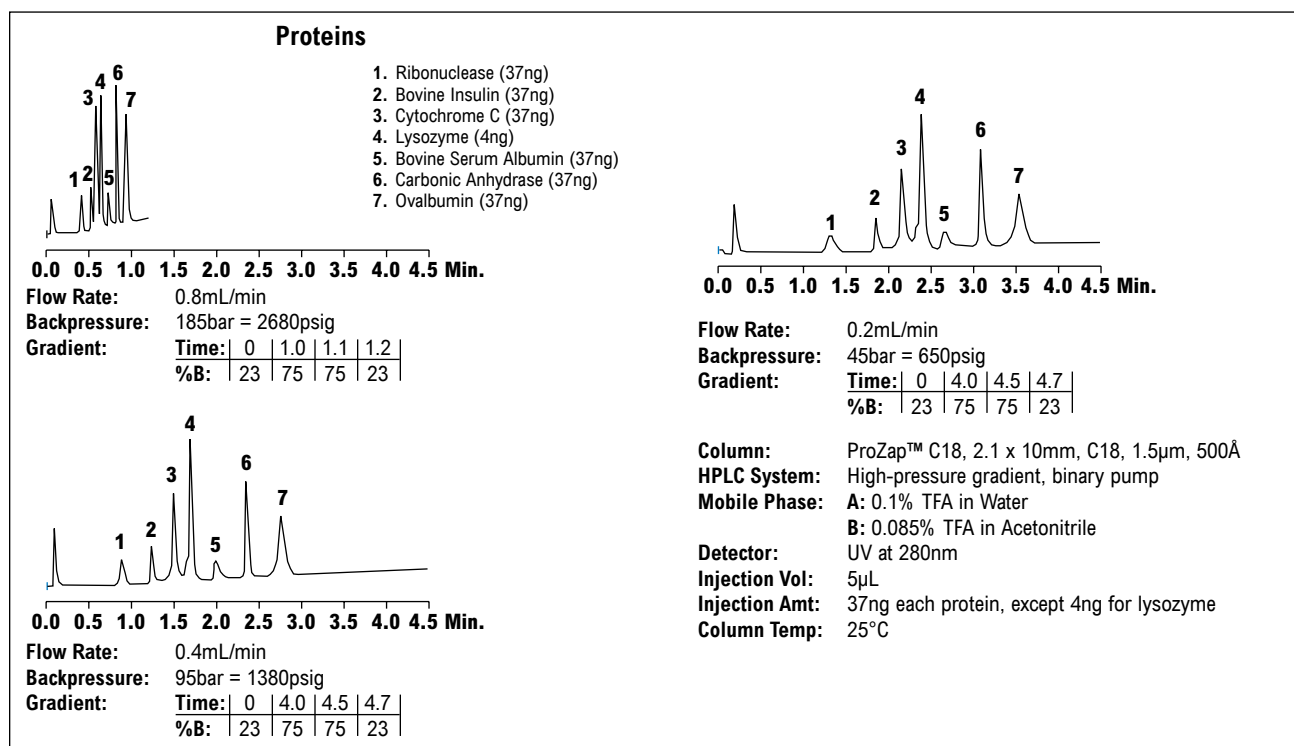 Proteins
1. Ribonuclease (37ng)
2. Bovine Insulin (37ng)
3. Cytochrome C (37ng)
4. Lysozyme (4ng)
5. Bovine Serum Albumin (37ng)
6. Carbonic Anhydrase (37ng)
7. Ovalbumin (37ng)
1 2 3 4 5 6 7
0.0 0.5 1.0 1.5 2.0 2.5 3.0 3.5 4.0 4.5 Min.
Flow Rate: 0.8mL/min
Backpressure: 185bar = 2680psig
Gradient: Time: 0 1.0 1.1 1.2
%B: 23 75 75 23
1 2 3 4 5 6 7
0.0 0.5 1.0 1.5 2.0 2.5 3.0 3.5 4.0 4.5 Min.
Flow Rate: 0.4mL/min
Backpressure: 95bar = 1380psig
Gradient: Time: 0 4.0 4.5 4.7
%B: 23 75 75 23
1 2 3 4 5 6 7
0.0 0.5 1.0 1.5 2.0 2.5 3.0 3.5 4.0 4.5 Min.
Flow Rate: 0.2mL/min
Backpressure: 45bar = 650psig
Gradient: Time: 0 4.0 4.5 4.7
%B: 23 75 75 23
Column: ProZap™ C18, 2.1 x 10mm, C18, 1.5µm, 500Å
HPLC System: High-pressure gradient, binary pump
Mobile Phase: A: 0.1% TFA in Water
B: 0.085% TFA in Acetonitrile
Detector: UV at 280nm
Injection Vol: 5µL
Injection Amt: 37ng each protein, except 4ng for lysozyme
Column Temp: 25°C